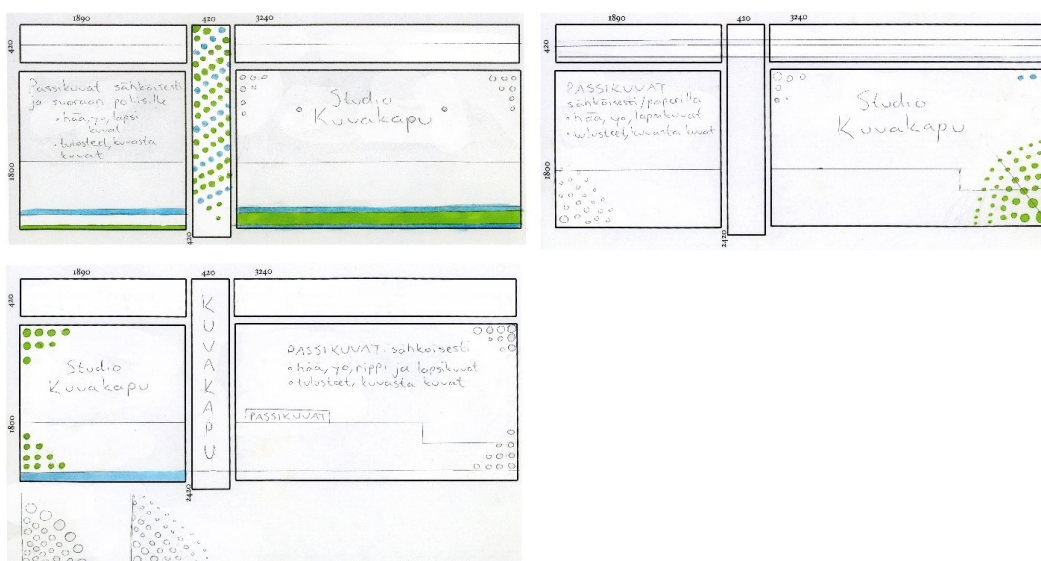 1890 420 3240
420
Passikuvat sähköisesti
ja suoraan poliisille
• hää, yo, lapsi
kuvat
• tulosteet, kuvasta
kuvat
Studio
Kuvakapu
1800
2420
1890 420 3240
420
PASSIKUVAT
sähköisesti/paperilla
• hää, yo, lapsikuvat
• tulosteet, kuvasta kuvat
Studio
Kuvakapu
1800
2420
1890 420 3240
420
Studio
Kuvakapu
K
U
V
A
K
A
P
U
PASSIKUVAT sähköisesti
• hää, yo, rippi ja lapsikuvat
• tulosteet, kuvasta kuvat
PASSIKUVAT
1800
2420